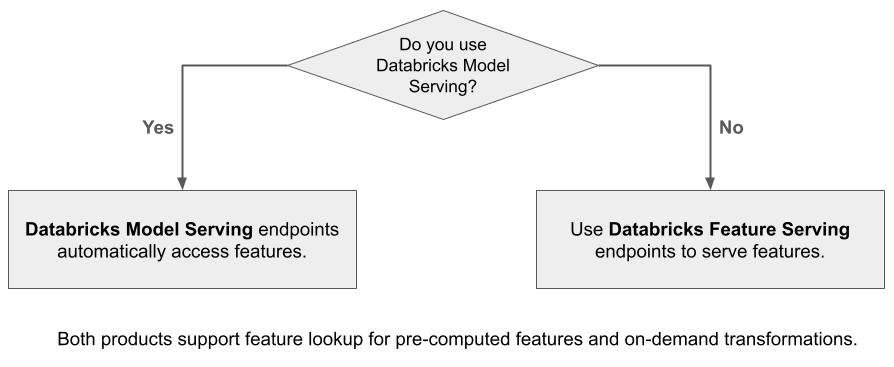 Do you use
Databricks Model
Serving?
Yes
No
Databricks Model Serving endpoints
automatically access features.
Use Databricks Feature Serving
endpoints to serve features.
Both products support feature lookup for pre-computed features and on-demand transformations.